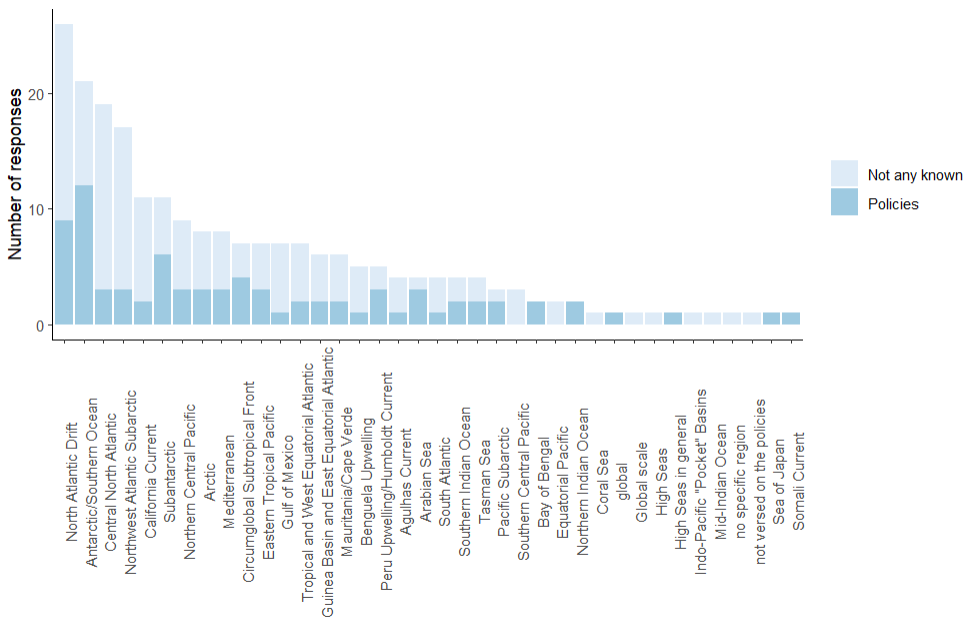 Number of responses
20
10
0
North Atlantic Drift
Antarctic/Southern Ocean
Central North Atlantic
Northwest Atlantic Subarctic
California Current
Subantarctic
Northern Central Pacific
Arctic
Mediterranean
Circumglobal Subtropical Front
Eastern Tropical Pacific
Gulf of Mexico
Tropical and West Equatorial Atlantic
Guinea Basin and East Equatorial Atlantic
Mauritania/Cape Verde
Benguela Upwelling
Peru Upwelling/Humboldt Current
Agulhas Current
Arabian Sea
South Atlantic
Southern Indian Ocean
Tasman Sea
Pacific Subarctic
Southern Central Pacific
Bay of Bengal
Equatorial Pacific
Northern Indian Ocean
Coral Sea
global
Global scale
High Seas
High Seas in general
Indo-Pacific "Pocket" Basins
Mid-Indian Ocean
no specific region
not versed on the policies
Sea of Japan
Somali Current
Not any known
Policies